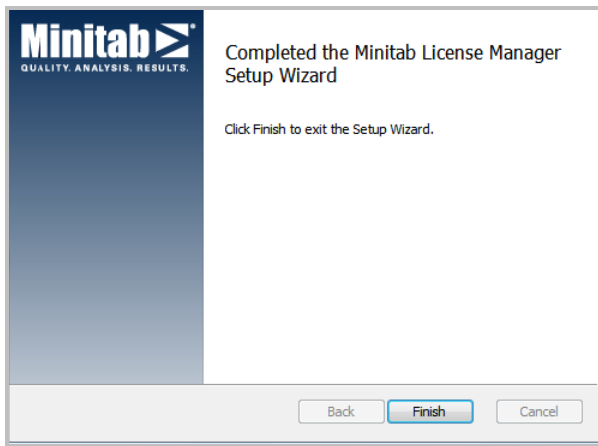 Minitab
QUALITY. ANALYSIS. RESULTS.
Completed the Minitab License Manager
Setup Wizard
Click Finish to exit the Setup Wizard.
Back Finish Cancel